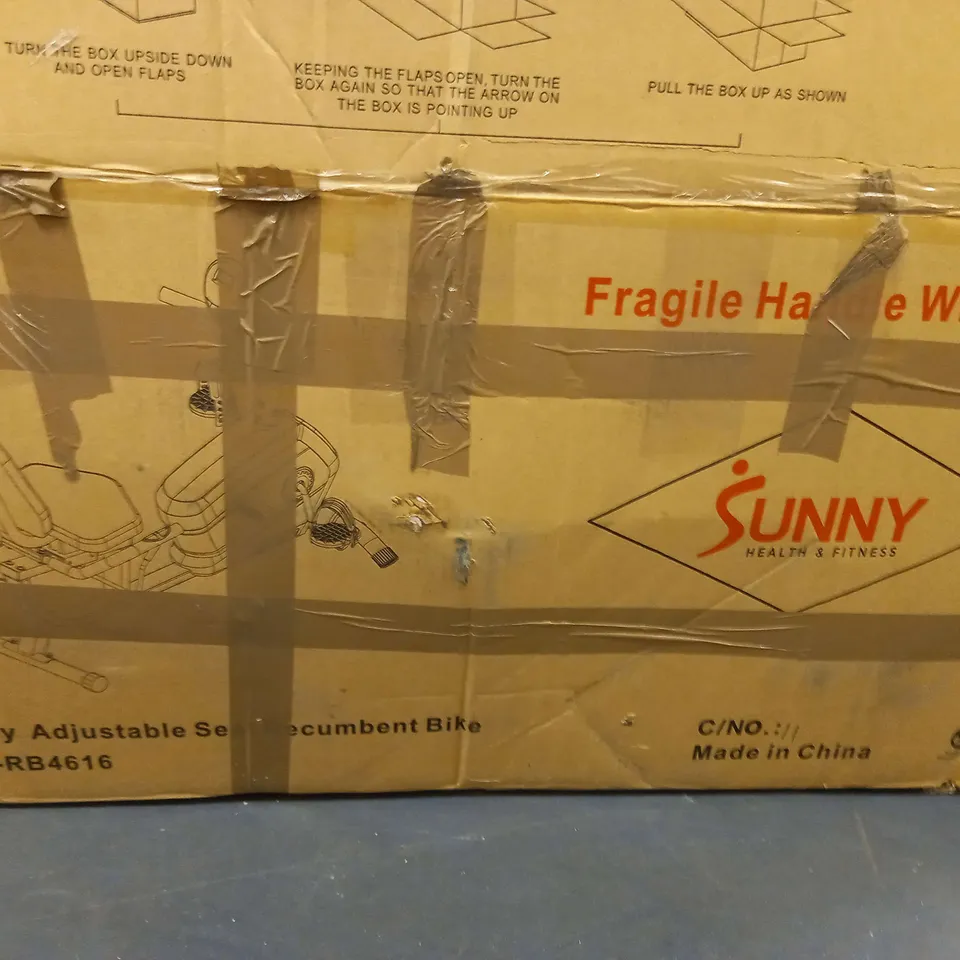 TURN THE BOX UPSIDE DOWN
AND OPEN FLAPS
KEEPING THE FLAPS OPEN, TURN THE
BOX AGAIN SO THAT THE ARROW ON
THE BOX IS POINTING UP
PULL THE BOX UP AS SHOWN
Fragile Handle W
SUNNY
HEALTH & FITNESS
y Adjustable Se ecumbent Bike
-RB4616
C/NO.:
Made in China